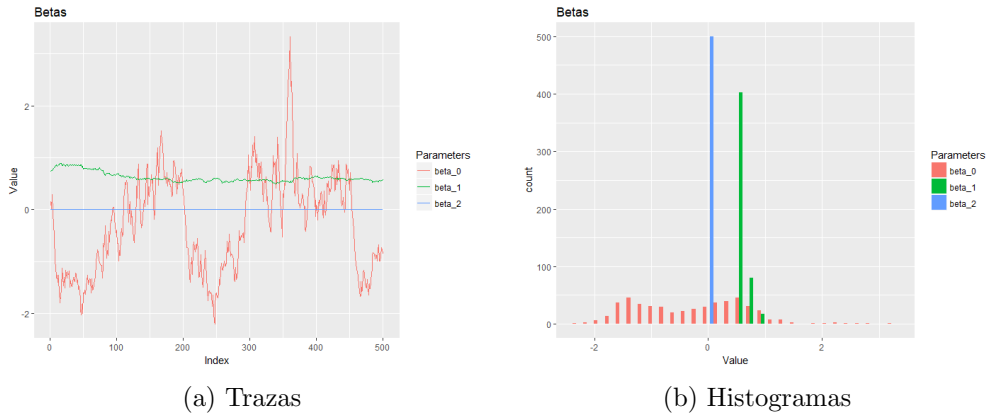 Betas
Value
2
0
-2
0
100
200
300
400
500
Index
Parameters
beta_0
beta_1
beta_2
(a) Trazas
Betas
count
500
400
300
200
100
0
-2
0
2
Value
Parameters
beta_0
beta_1
beta_2
(b) Histogramas